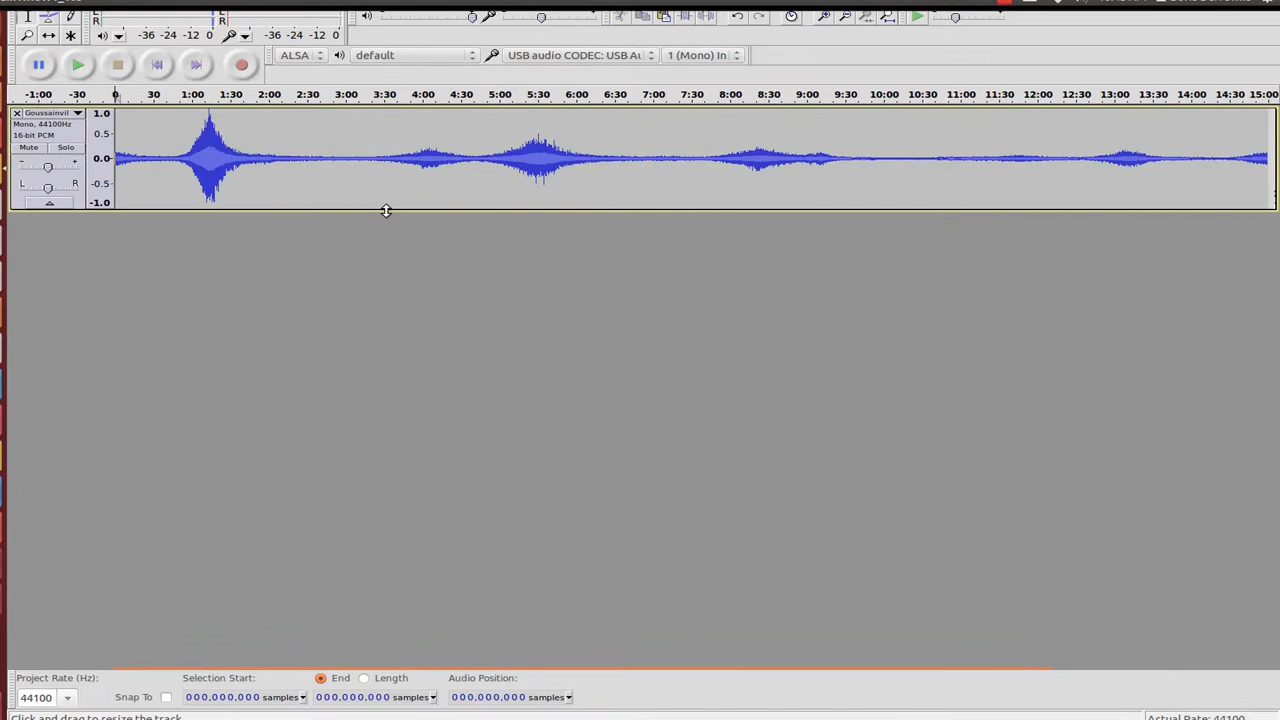 L
R
L
R
-36 -24 -12 0
-36 -24 -12 0
ALSA
default
USB audio CODEC: USB Au
1 (Mono) In
-1:00 -30 0 30 1:00 1:30 2:00 2:30 3:00 3:30 4:00 4:30 5:00 5:30 6:00 6:30 7:00 7:30 8:00 8:30 9:00 9:30 10:00 10:30 11:00 11:30 12:00 12:30 13:00 13:30 14:00 14:30 15:00
Goussainvil
Mono, 44100Hz
16-bit PCM
Mute Solo
- +
L R
1.0
0.5
0.0
-0.5
-1.0
Project Rate (Hz):
Selection Start:
End
Length
Audio Position:
44100
Snap To
000,000,000 samples
000,000,000 samples
000,000,000 samples
Click and drag to resize the track
Actual Rate: 44100